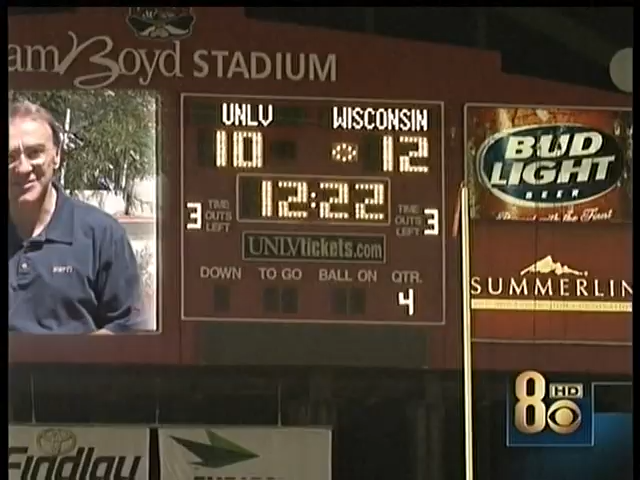 am Boyd STADIUM
UNLV WISCONSIN
10 12
12:22
3 TIME OUTS LEFT
TIME OUTS LEFT 3
UNLVtickets.com
DOWN TO GO BALL ON QTR.
4
BUD
LIGHT
BEER
SUMMERLIN
8 HD
Findlay